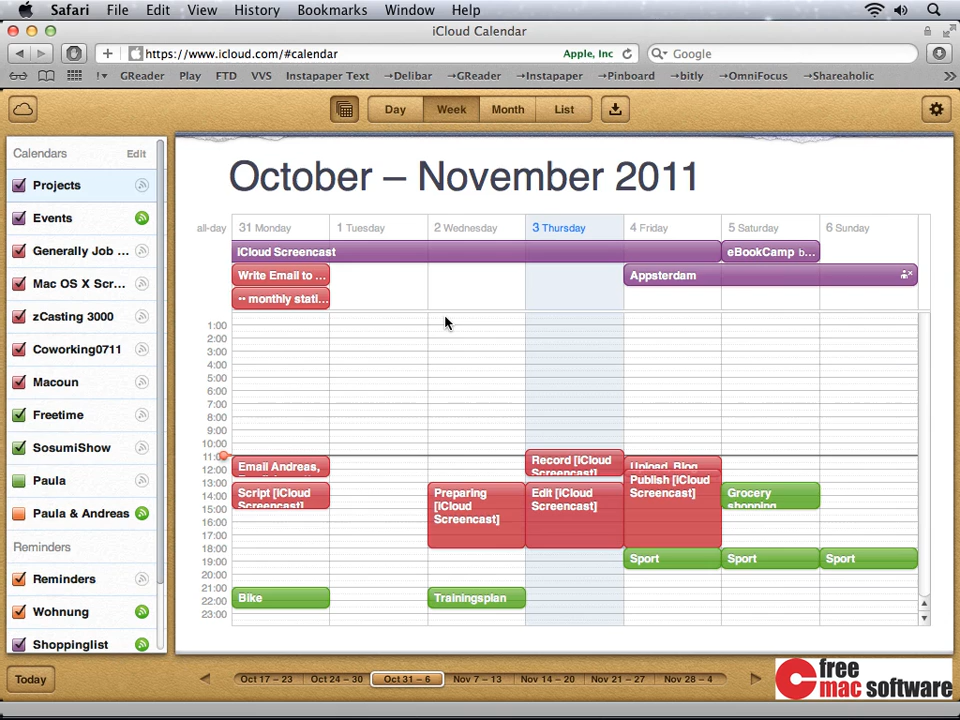 Safari File Edit View History Bookmarks Window Help
iCloud Calendar
https://www.icloud.com/#calendar Apple, Inc Google
!▾ GReader Play FTD VVS Instapaper Text →Delibar →GReader →Instapaper →Pinboard →bitly →OmniFocus →Shareaholic
Day Week Month List
Calendars Edit
Projects
Events
Generally Job ...
Mac OS X Scr...
zCasting 3000
Coworking0711
Macoun
Freetime
SosumiShow
Paula
Paula & Andreas
Reminders
Reminders
Wohnung
Shoppinglist
October – November 2011
all-day 31 Monday 1 Tuesday 2 Wednesday 3 Thursday 4 Friday 5 Saturday 6 Sunday
iCloud Screencast eBookCamp b...
Write Email to ... Appsterdam
•• monthly stati...
1:00
2:00
3:00
4:00
5:00
6:00
7:00
8:00
9:00
10:00
11:00
12:00
13:00
14:00
15:00
16:00
17:00
18:00
19:00
20:00
21:00
22:00
23:00
Email Andreas,
Script [iCloud
Screencast]
Bike
Preparing
[iCloud
Screencast]
Trainingsplan
Record [iCloud
Screencast]
Edit [iCloud
Screencast]
Upload, Blog
Publish [iCloud
Screencast]
Sport
Grocery
shopping
Sport
Sport
Today Oct 17 – 23 Oct 24 – 30 Oct 31 – 6 Nov 7 – 13 Nov 14 – 20 Nov 21 – 27 Nov 28 – 4
free
mac software